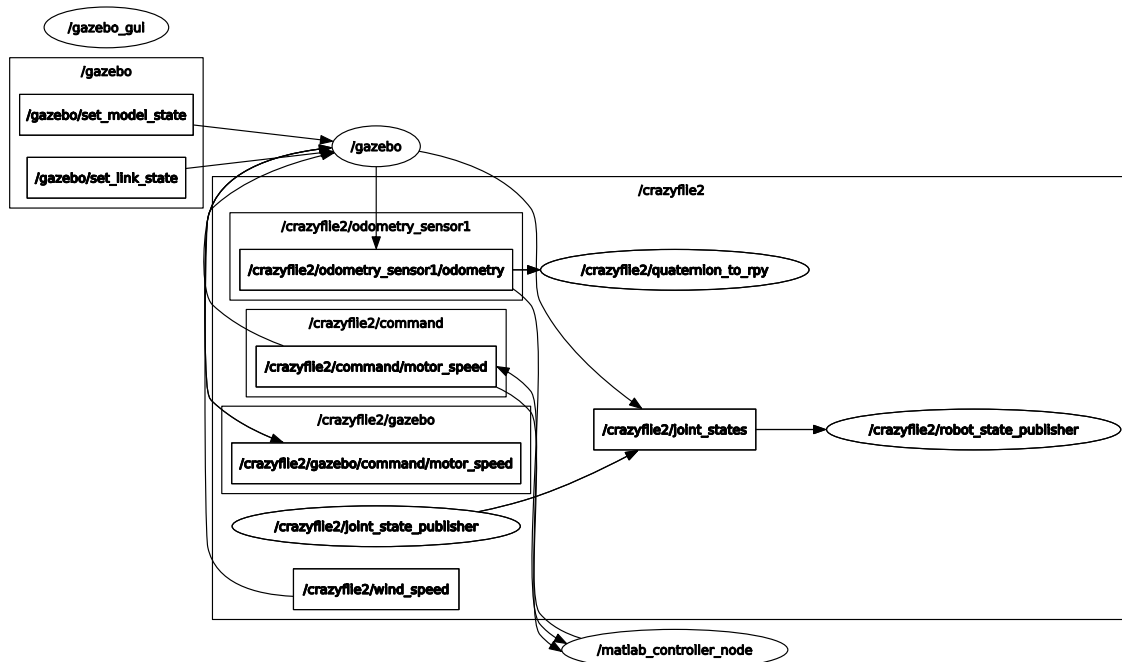 /gazebo_gui
/gazebo
/gazebo/set_model_state
/gazebo/set_link_state
/gazebo
/crazyflie2
/crazyflie2/odometry_sensor1
/crazyflie2/odometry_sensor1/odometry
/crazyflie2/quaternion_to_rpy
/crazyflie2/command
/crazyflie2/command/motor_speed
/crazyflie2/gazebo
/crazyflie2/gazebo/command/motor_speed
/crazyflie2/joint_states
/crazyflie2/robot_state_publisher
/crazyflie2/joint_state_publisher
/crazyflie2/wind_speed
/matlab_controller_node